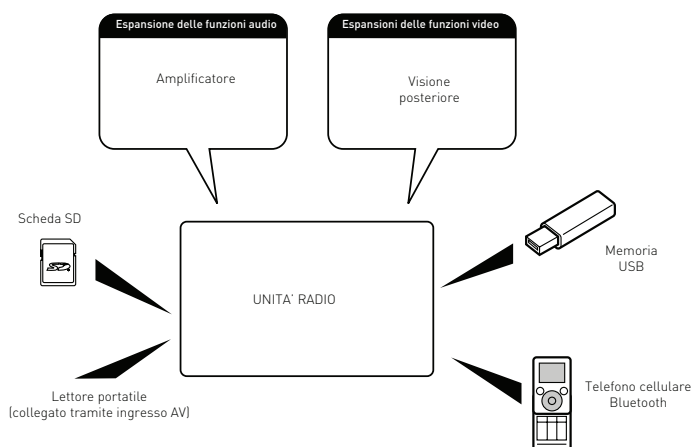 Espansione delle funzioni audio
Amplificatore
Espansioni delle funzioni video
Visione
posteriore
Scheda SD
SD
UNITA' RADIO
Memoria
USB
Lettore portatile
(collegato tramite ingresso AV)
Telefono cellulare
Bluetooth